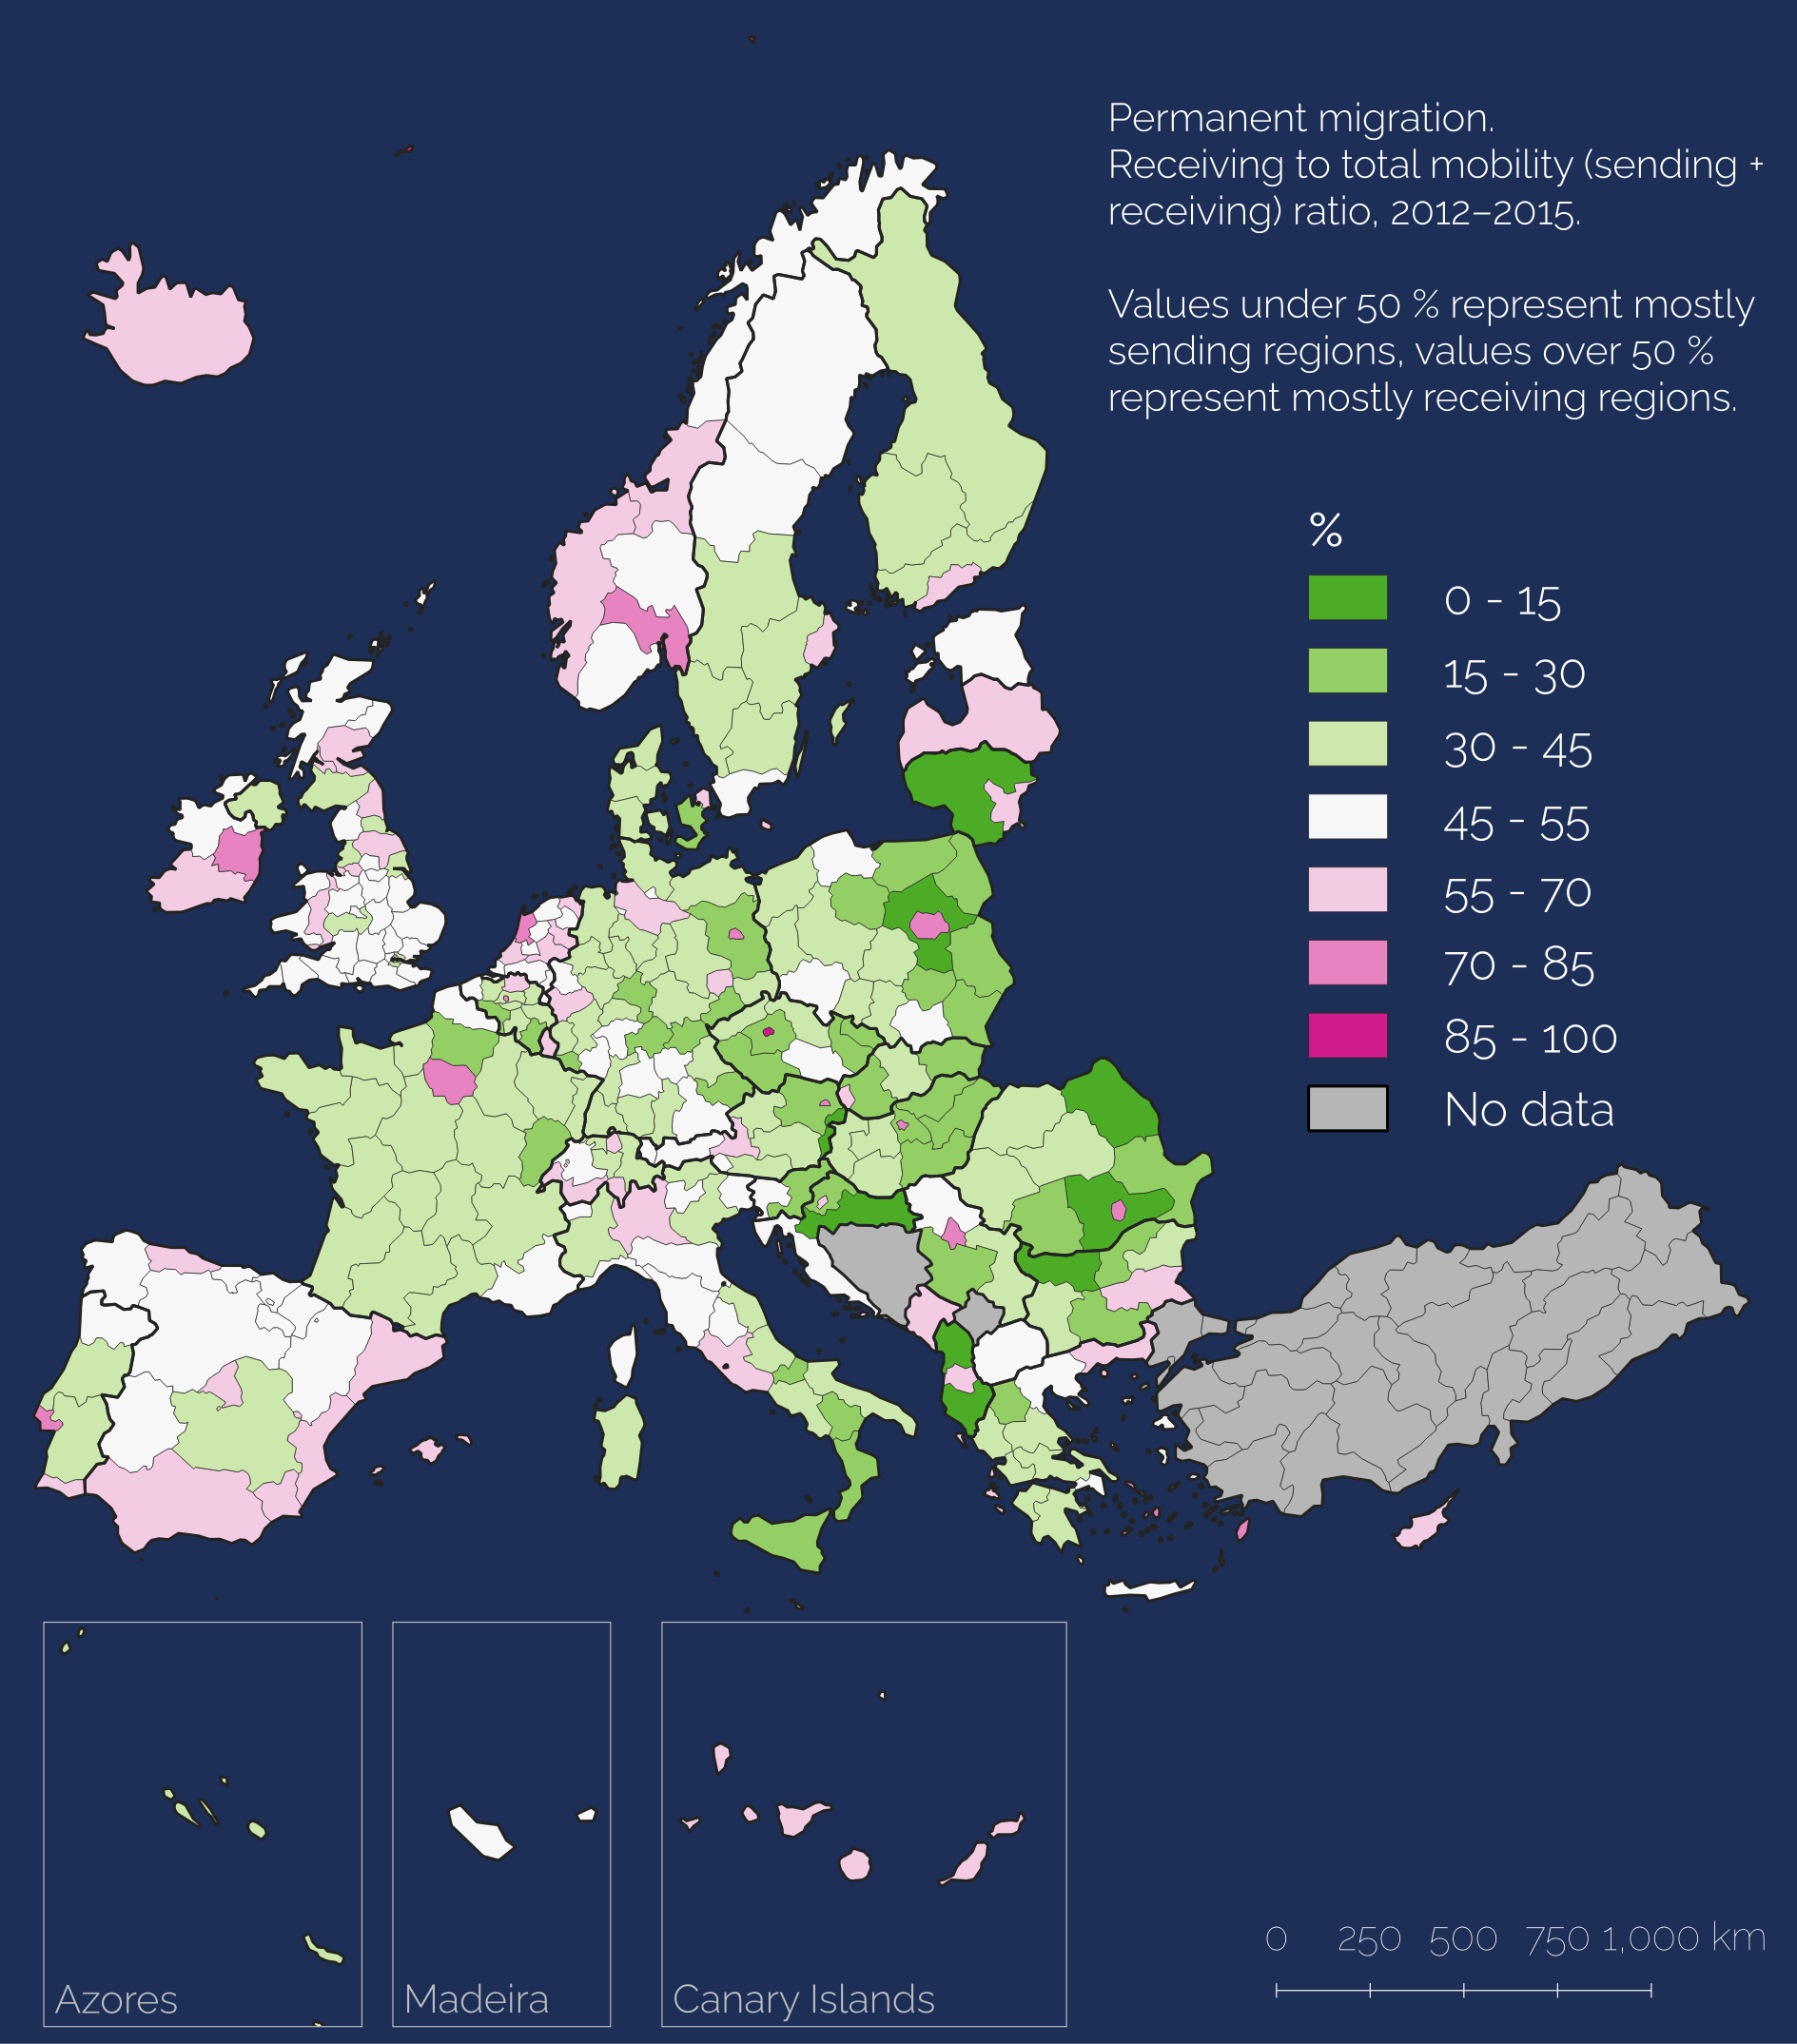 Permanent migration.
Receiving to total mobility (sending +
receiving) ratio, 2012–2015.
Values under 50 % represent mostly
sending regions, values over 50 %
represent mostly receiving regions.
%
0 - 15
15 - 30
30 - 45
45 - 55
55 - 70
70 - 85
85 - 100
No data
0 250 500 750 1,000 km
Azores
Madeira
Canary Islands